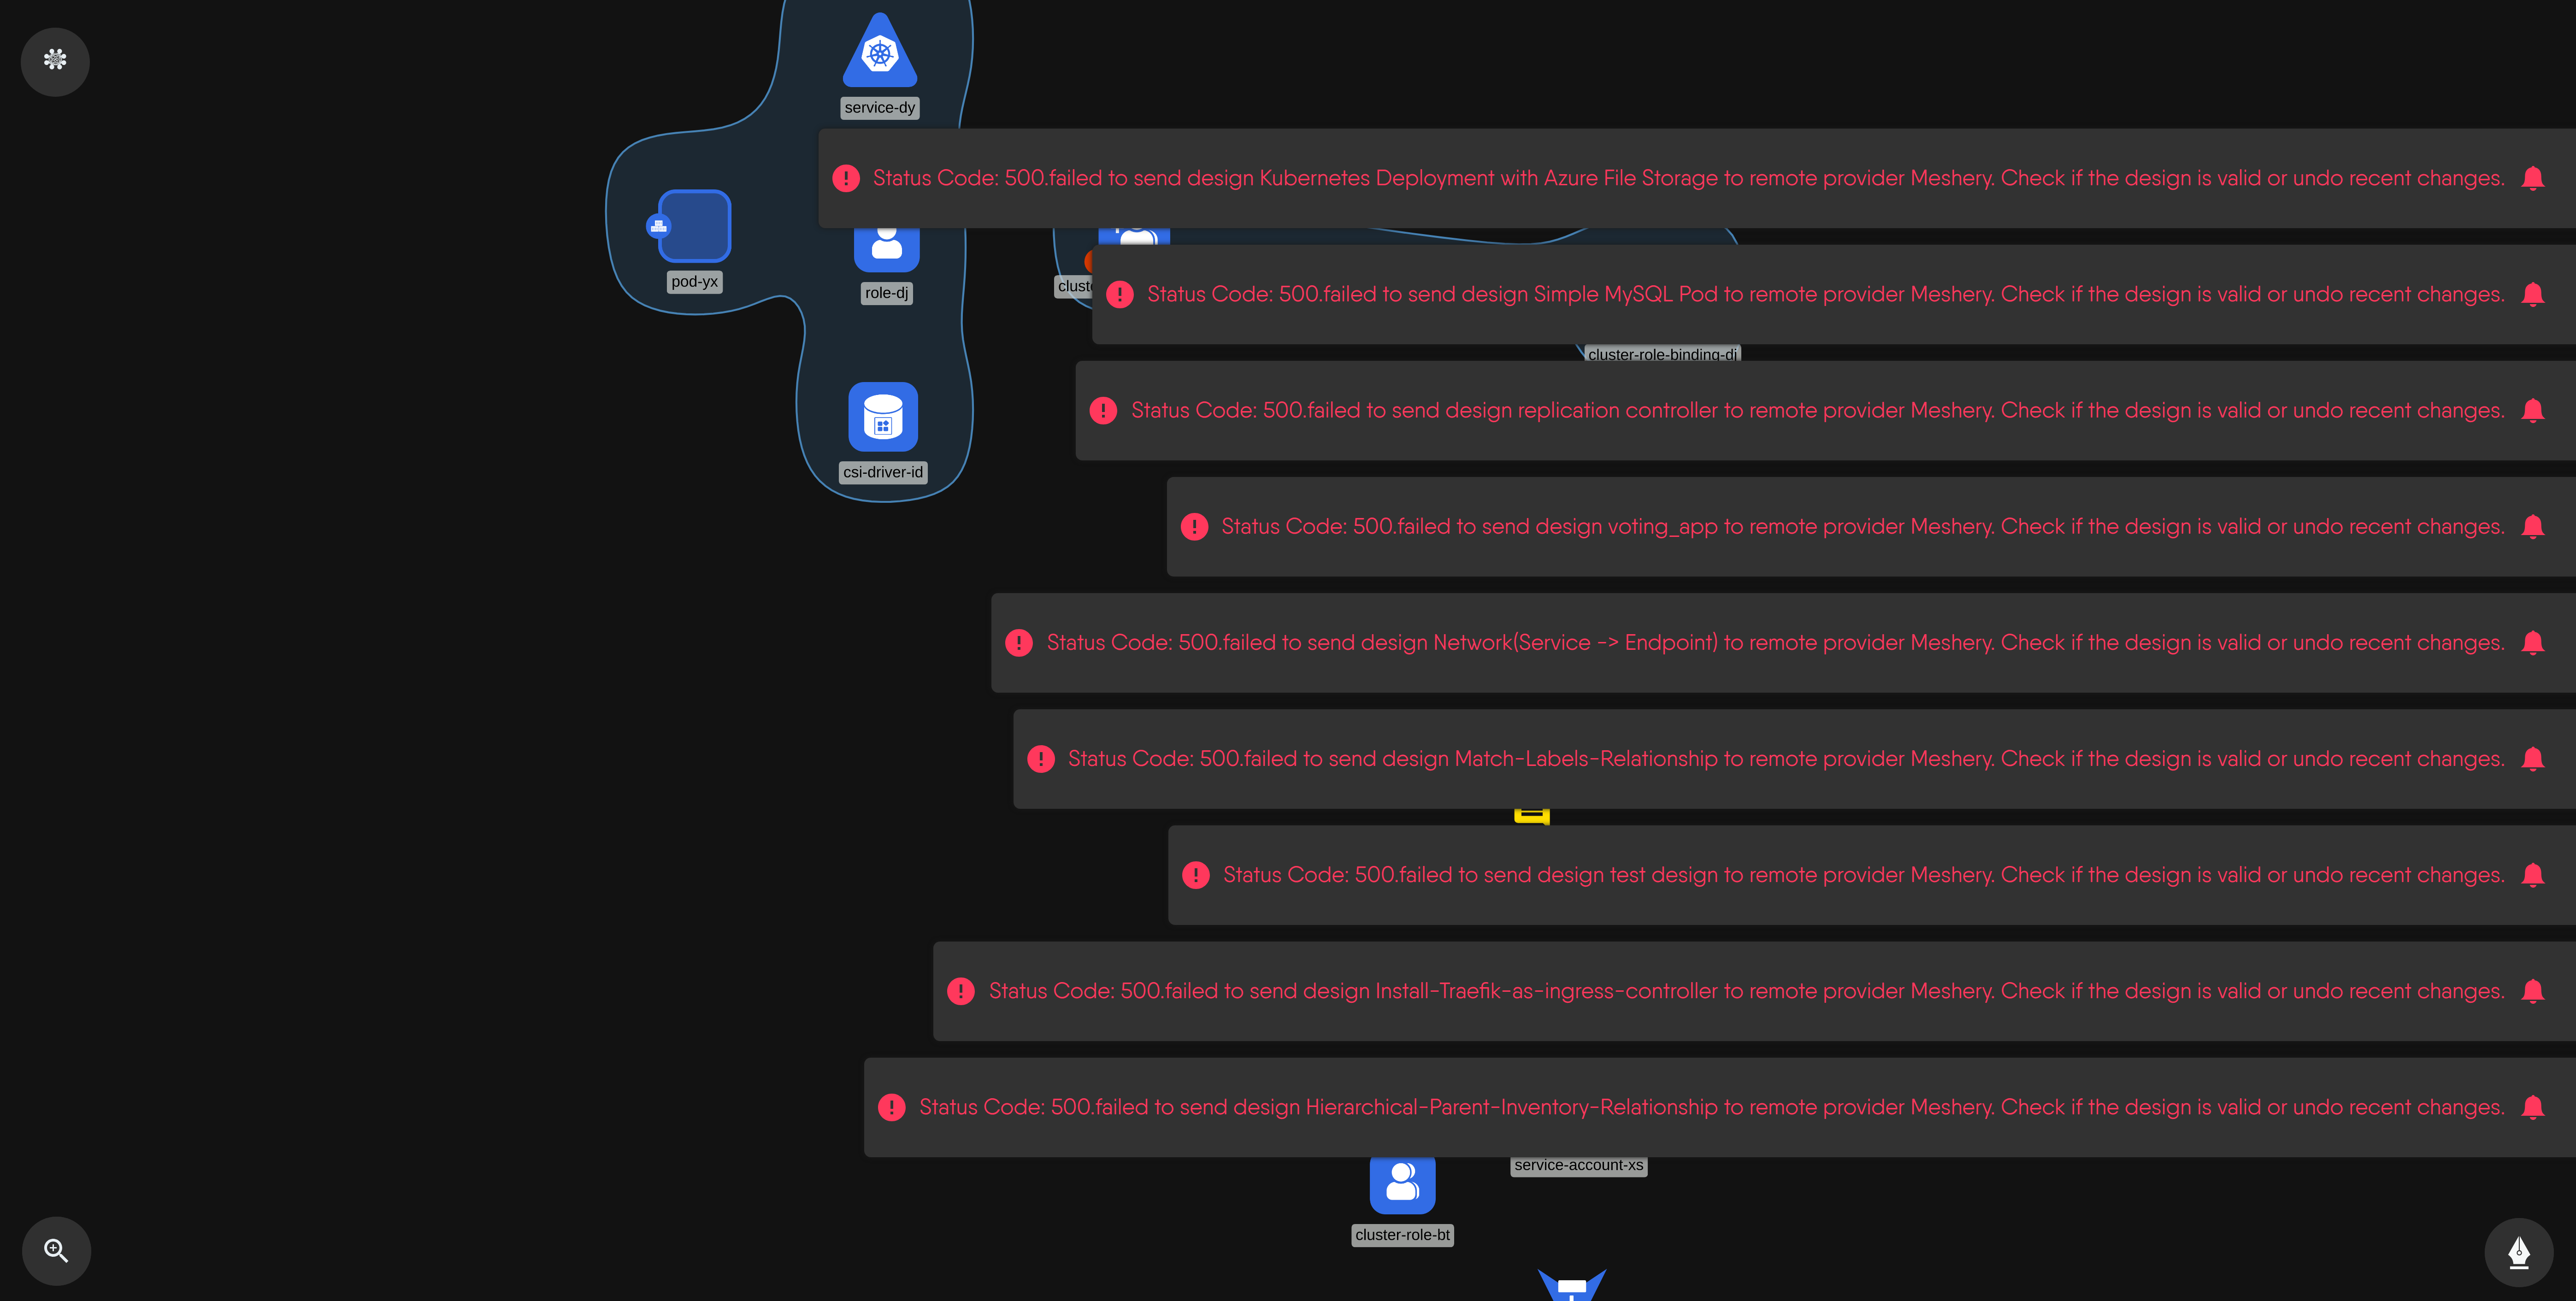 service-dy
Status Code: 500.failed to send design Kubernetes Deployment with Azure File Storage to remote provider Meshery. Check if the design is valid or undo recent changes.
pod-yx
role-dj
Status Code: 500.failed to send design Simple MySQL Pod to remote provider Meshery. Check if the design is valid or undo recent changes.
cluster-role-binding-dj
Status Code: 500.failed to send design replication controller to remote provider Meshery. Check if the design is valid or undo recent changes.
csi-driver-id
Status Code: 500.failed to send design voting_app to remote provider Meshery. Check if the design is valid or undo recent changes.
Status Code: 500.failed to send design Network(Service -> Endpoint) to remote provider Meshery. Check if the design is valid or undo recent changes.
Status Code: 500.failed to send design Match-Labels-Relationship to remote provider Meshery. Check if the design is valid or undo recent changes.
Status Code: 500.failed to send design test design to remote provider Meshery. Check if the design is valid or undo recent changes.
Status Code: 500.failed to send design Install-Traefik-as-ingress-controller to remote provider Meshery. Check if the design is valid or undo recent changes.
Status Code: 500.failed to send design Hierarchical-Parent-Inventory-Relationship to remote provider Meshery. Check if the design is valid or undo recent changes.
service-account-xs
cluster-role-bt